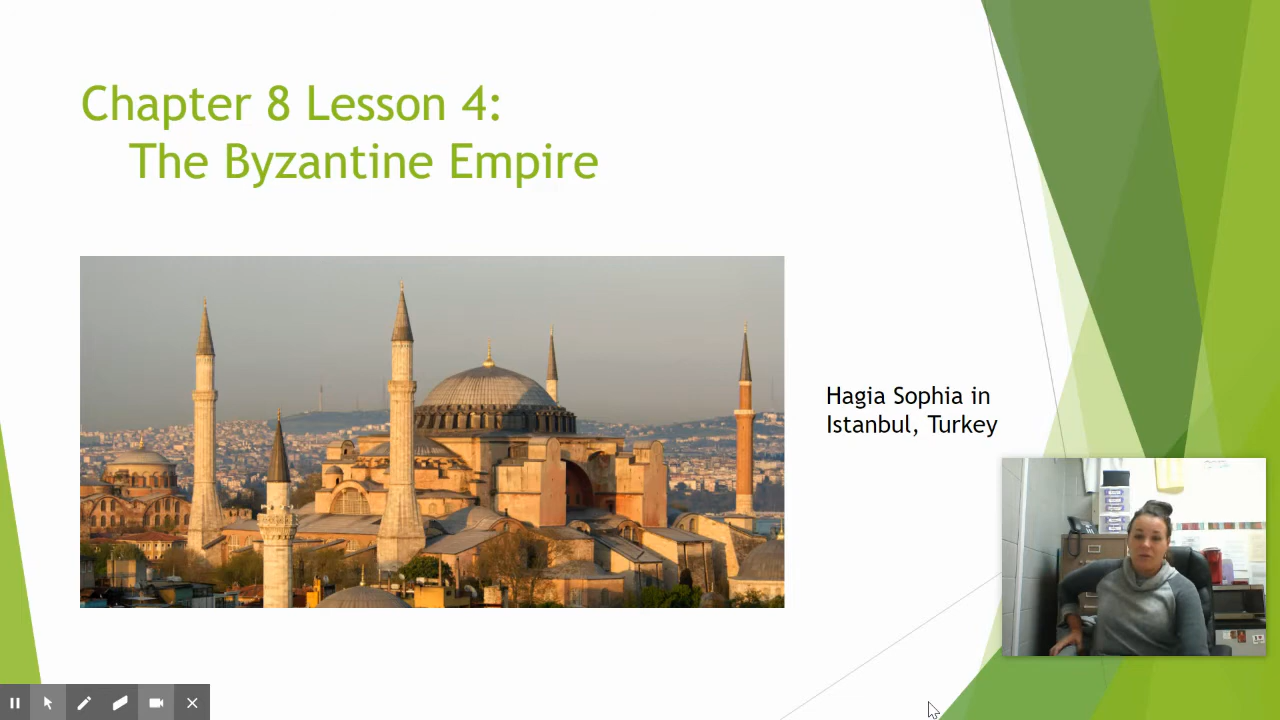 Chapter 8 Lesson 4:
The Byzantine Empire
Hagia Sophia in
Istanbul, Turkey